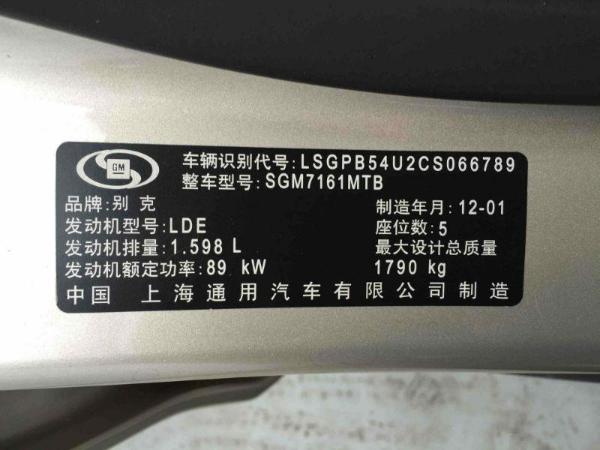 GM
车辆识别代号:LSGPB54U2CS066789
整车型号:SGM7161MTB
品牌:别克 制造年月:12-01
发动机型号:LDE 座位数:5
发动机排量:1.598 L 最大设计总质量
发动机额定功率:89 kW 1790 kg
中国 上海通用汽车有限公司制造